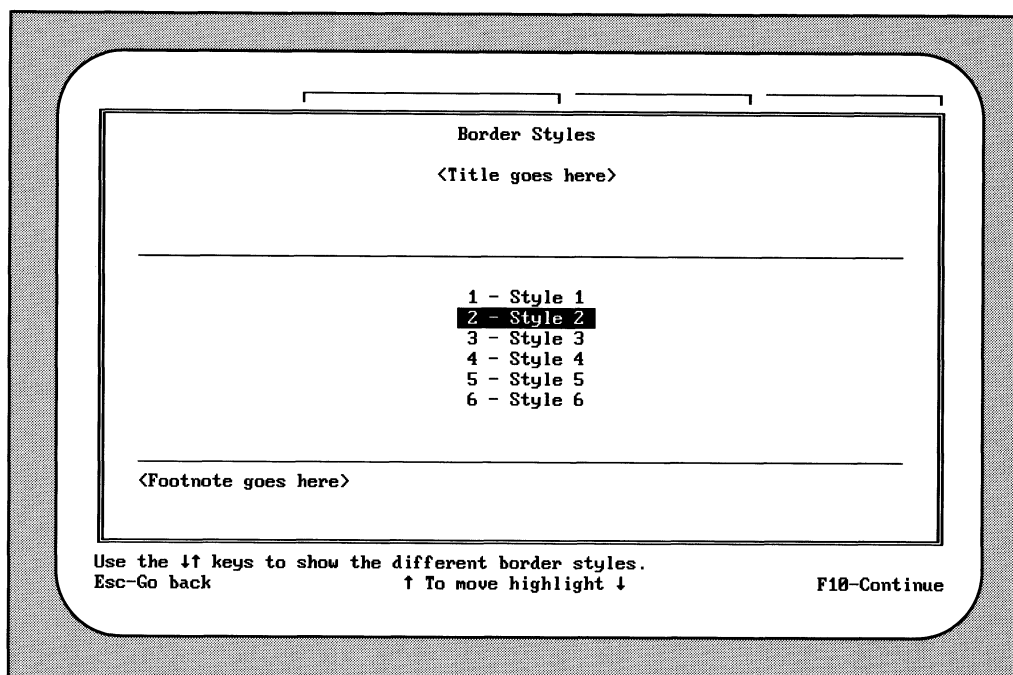 Border Styles
<Title goes here>
1 - Style 1
2 - Style 2
3 - Style 3
4 - Style 4
5 - Style 5
6 - Style 6
<Footnote goes here>
Use the ↓↑ keys to show the different border styles.
Esc-Go back ↑ To move highlight ↓ F10-Continue